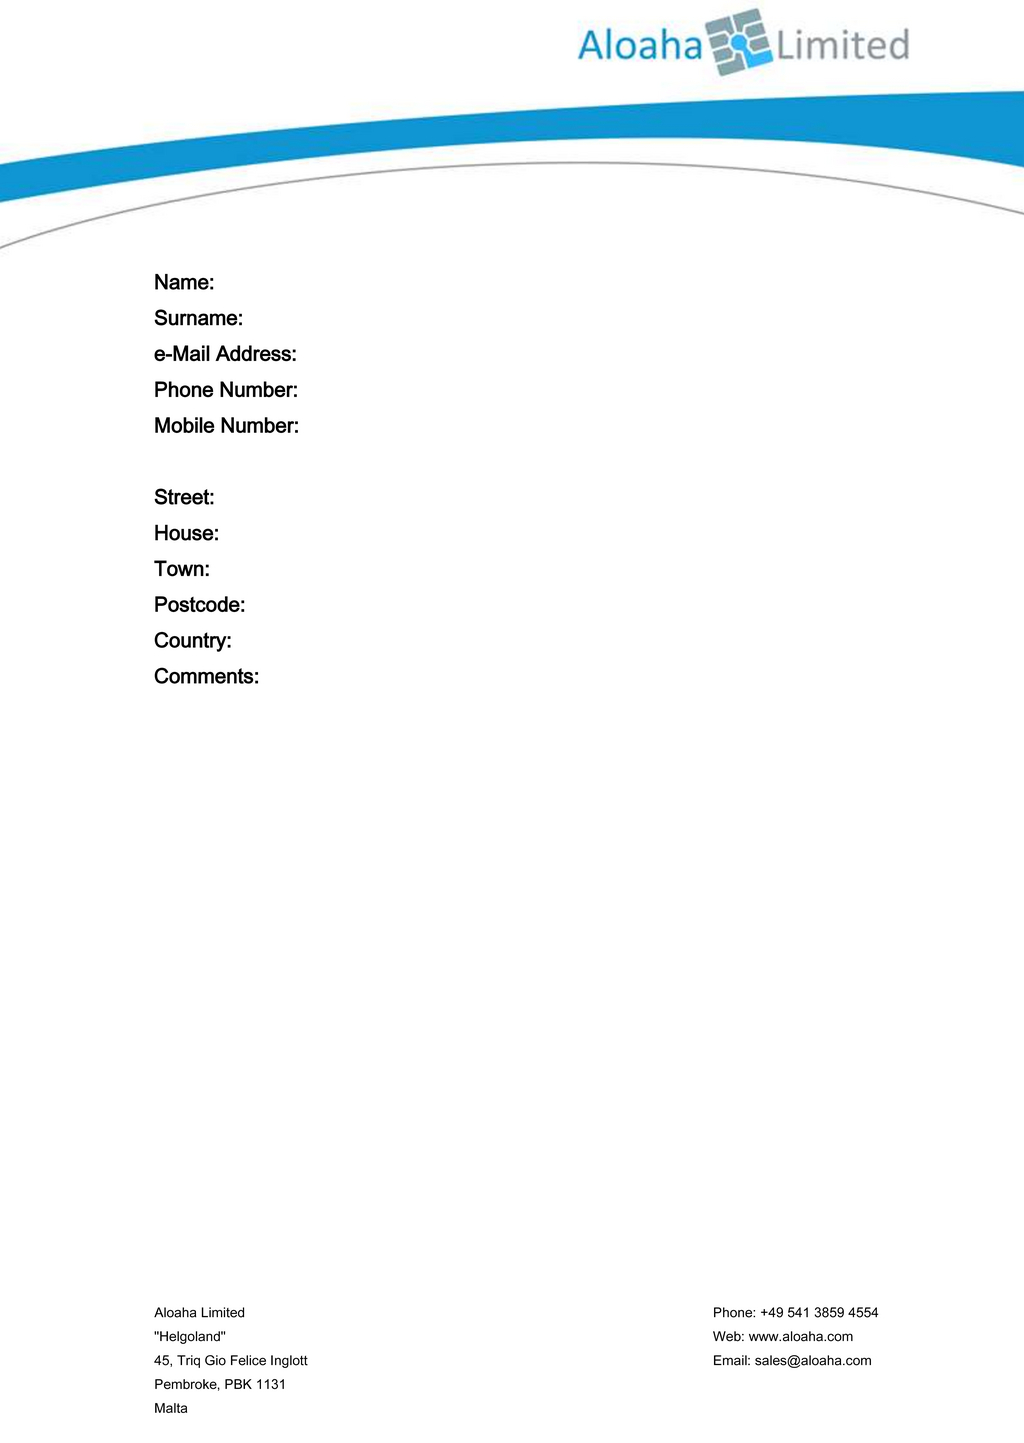 Aloaha Limited
Name:
Surname:
e-Mail Address:
Phone Number:
Mobile Number:
Street:
House:
Town:
Postcode:
Country:
Comments:
Aloaha Limited
"Helgoland"
45, Triq Gio Felice Inglott
Pembroke, PBK 1131
Malta
Phone: +49 541 3859 4554
Web: www.aloaha.com
Email: sales@aloaha.com